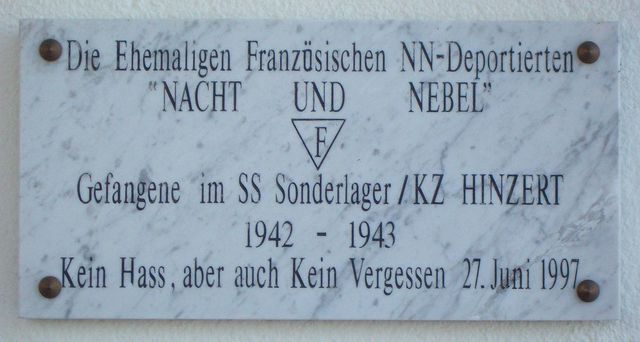 Die Ehemaligen Französischen NN-Deportierten
"NACHT UND NEBEL"
F
Gefangene im SS Sonderlager/KZ HINZERT
1942 - 1943
Kein Hass, aber auch Kein Vergessen 27. Juni 1997